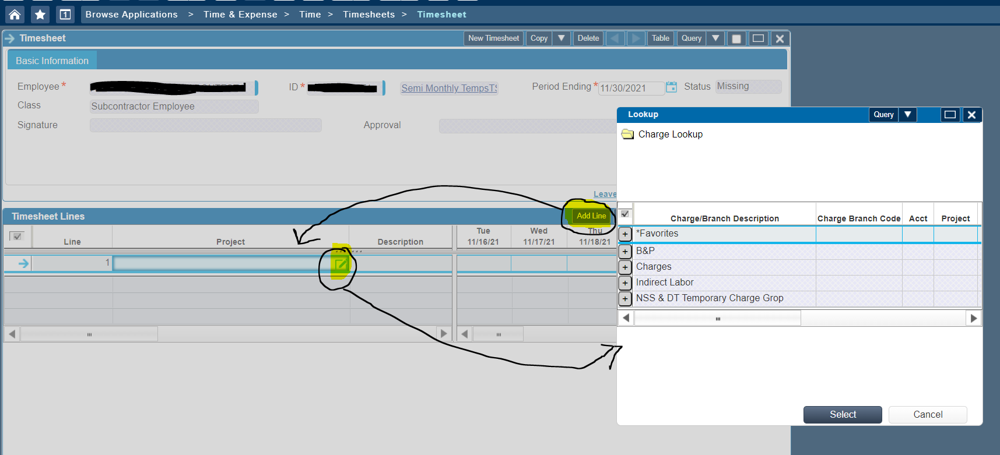 1 Browse Applications > Time & Expense > Time > Timesheets > Timesheet
Timesheet New Timesheet Copy Delete Table Query
Basic Information
Employee * ID * Semi Monthly TempsTS Period Ending * 11/30/2021 Status Missing
Class Subcontractor Employee
Signature Approval
Leave
Timesheet Lines Add Line
Line Project Description Tue 11/16/21 Wed 11/17/21 Thu 11/18/21
1
Lookup Query
Charge Lookup
Charge/Branch Description Charge Branch Code Acct Project
+ *Favorites
+ B&P
+ Charges
+ Indirect Labor
+ NSS & DT Temporary Charge Grop
Select Cancel